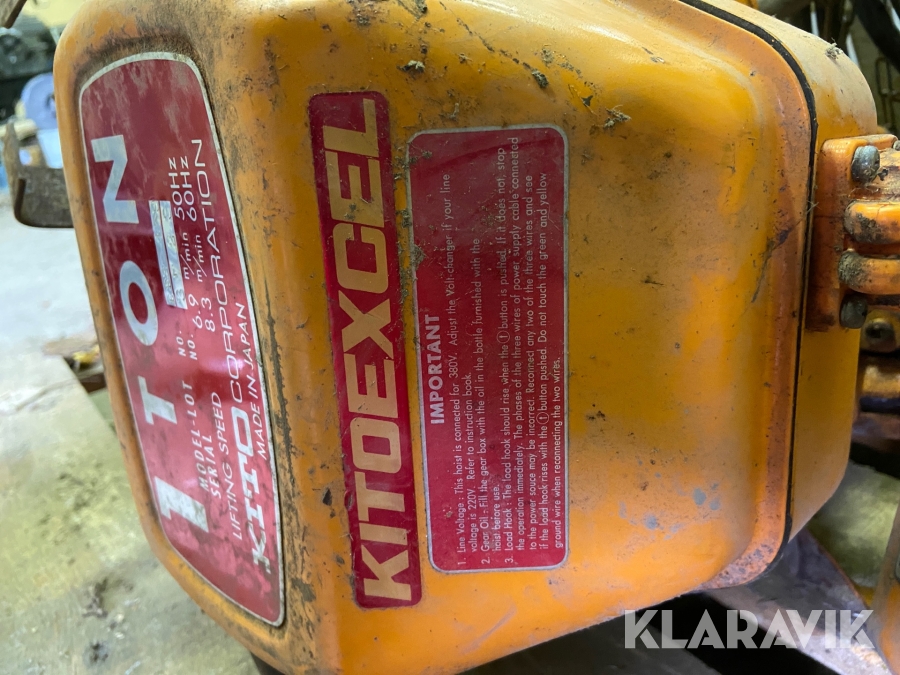 1 TON
MODEL-LOT NO.
SERIAL NO.
LIFTING SPEED 6.9 m/min 50HZ
8.3 m/min 60HZ
KITO CORPORATION
MADE IN JAPAN
KITOEXCEL
IMPORTANT
1. Line Voltage : This hoist is connected for 380V. Adjust the Volt-changer if your line
voltage is 220V. Refer to instruction book.
2. Gear Oil - Fill the gear box with the oil in the bottle furnished with the
hoist before use.
3. Load Hook : The load hook should rise when the ① button is pushed. If it does not, stop
the operation immediately. The phases of the three wires of power supply cable connected
to the power sauce may be incorrect. Reconnect any two of the three wires and see
if the load hook rises with the ① button pushed. Do not touch the green and yellow
ground wire when reconnecting the two wires.
KLARAVIK